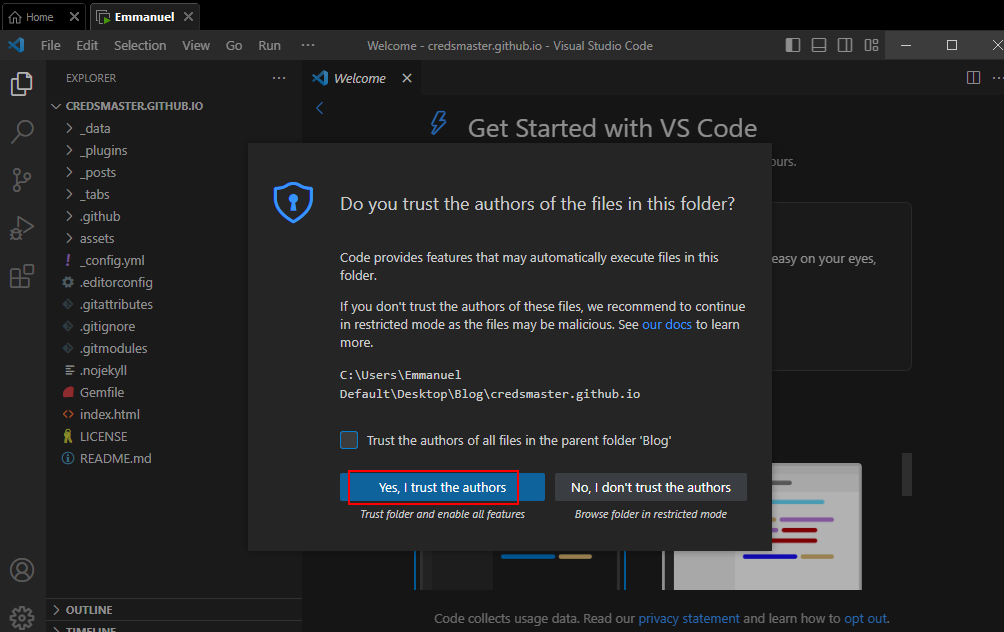 Home
Emmanuel
File Edit Selection View Go Run ···
Welcome - credsmaster.github.io - Visual Studio Code
EXPLORER
Welcome
CREDSMASTER.GITHUB.IO
_data
_plugins
_posts
_tabs
.github
assets
_config.yml
.editorconfig
.gitattributes
.gitignore
.gitmodules
.nojekyll
Gemfile
index.html
LICENSE
README.md
OUTLINE
TIMELINE
Get Started with VS Code
ours.
easy on your eyes,
Do you trust the authors of the files in this folder?
Code provides features that may automatically execute files in this
folder.
If you don't trust the authors of these files, we recommend to continue
in restricted mode as the files may be malicious. See our docs to learn
more.
C:\Users\Emmanuel
Default\Desktop\Blog\credsmaster.github.io
Trust the authors of all files in the parent folder 'Blog'
Yes, I trust the authors
No, I don't trust the authors
Trust folder and enable all features
Browse folder in restricted mode
Code collects usage data. Read our privacy statement and learn how to opt out.